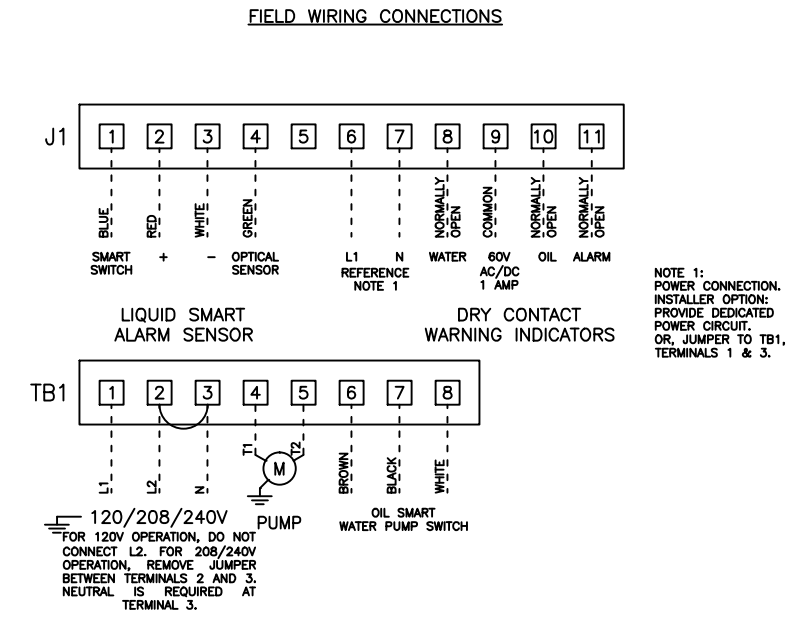 FIELD WIRING CONNECTIONS
J1 1 2 3 4 5 6 7 8 9 10 11
BLUE RED WHITE GREEN NORMALLY OPEN COMMON NORMALLY OPEN NORMALLY OPEN
SMART SWITCH + - OPTICAL SENSOR L1 N WATER 60V AC/DC 1 AMP OIL ALARM
REFERENCE
NOTE 1
LIQUID SMART
ALARM SENSOR
DRY CONTACT
WARNING INDICATORS
NOTE 1:
POWER CONNECTION.
INSTALLER OPTION:
PROVIDE DEDICATED
POWER CIRCUIT.
OR, JUMPER TO TB1,
TERMINALS 1 & 3.
TB1 1 2 3 4 5 6 7 8
L1 L2 N T1 T2 BROWN BLACK WHITE
M
120/208/240V
PUMP
OIL SMART
WATER PUMP SWITCH
FOR 120V OPERATION, DO NOT
CONNECT L2. FOR 208/240V
OPERATION, REMOVE JUMPER
BETWEEN TERMINALS 2 AND 3.
NEUTRAL IS REQUIRED AT
TERMINAL 3.